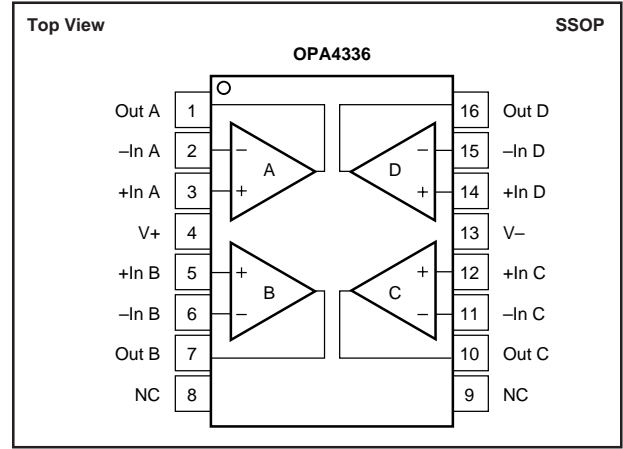 Top View SSOP
OPA4336
Out A 1 16 Out D
–In A 2 − − 15 –In D
A D
+In A 3 + + 14 +In D
V+ 4 13 V–
+In B 5 + + 12 +In C
B C
–In B 6 − − 11 –In C
Out B 7 10 Out C
NC 8 9 NC